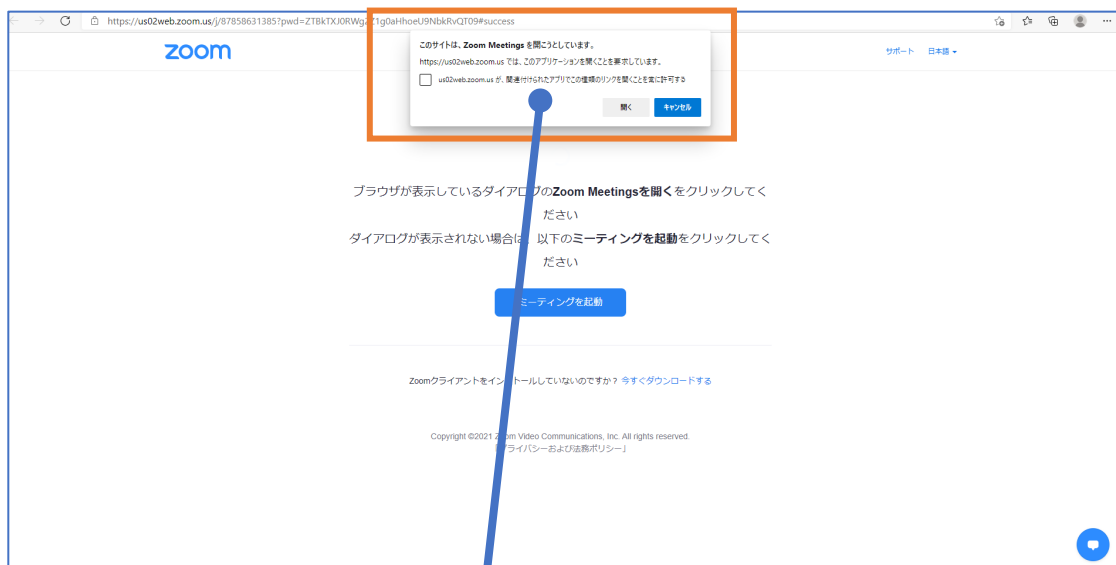 https://us02web.zoom.us/j/87858631385?pwd=ZTBkTXJ0RWg 1g0aHhoeU9NbkRvQT09#success
zoom
サポート 日本語
このサイトは、Zoom Meetings を開こうとしています。
https://us02web.zoom.us では、このアプリケーションを開くことを要求しています。
us02web.zoom.us が、関連付けられたアプリでこの種類のリンクを開くことを常に許可する
開く キャンセル
ブラウザが表示しているダイアログのZoom Meetingsを開くをクリックしてく
ださい
ダイアログが表示されない場合は、以下のミーティングを起動をクリックしてく
ださい
ミーティングを起動
Zoomクライアントをインストールしていないのですか？ 今すぐダウンロードする
Copyright ©2021 Zoom Video Communications, Inc. All rights reserved.
「プライバシーおよび法務ポリシー」